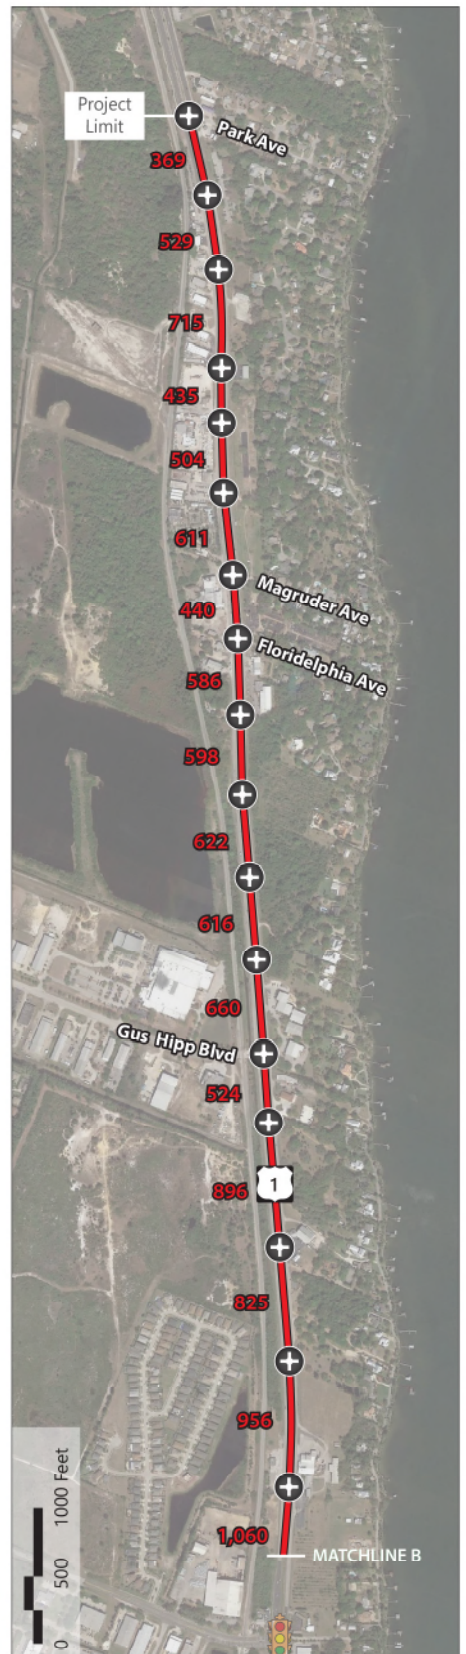 Project
Limit
Park Ave
369
529
715
435
504
611
Magruder Ave
440
Floridelphia Ave
586
598
622
616
660
Gus Hipp Blvd
524
896
1
825
956
1,060
MATCHLINE B
0 500 1000 Feet